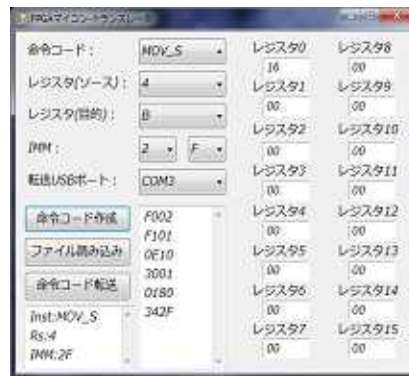 FPGAマイコン-トランスレータ
命令コード: MOV_S
レジスタ(ソース): 4
レジスタ(目的): B
IMM: 2 F
転送USBポート: COM3
命令コード作成
ファイル読み込み
命令コード転送
Inst:MOV_S
Rs:4
IMM:2F
F002
F101
0E10
3001
01B0
342F
レジスタ0 レジスタ8
16 00
レジスタ1 レジスタ9
00 00
レジスタ2 レジスタ10
00 00
レジスタ3 レジスタ11
00 00
レジスタ4 レジスタ12
00 00
レジスタ5 レジスタ13
00 00
レジスタ6 レジスタ14
00 00
レジスタ7 レジスタ15
00 00